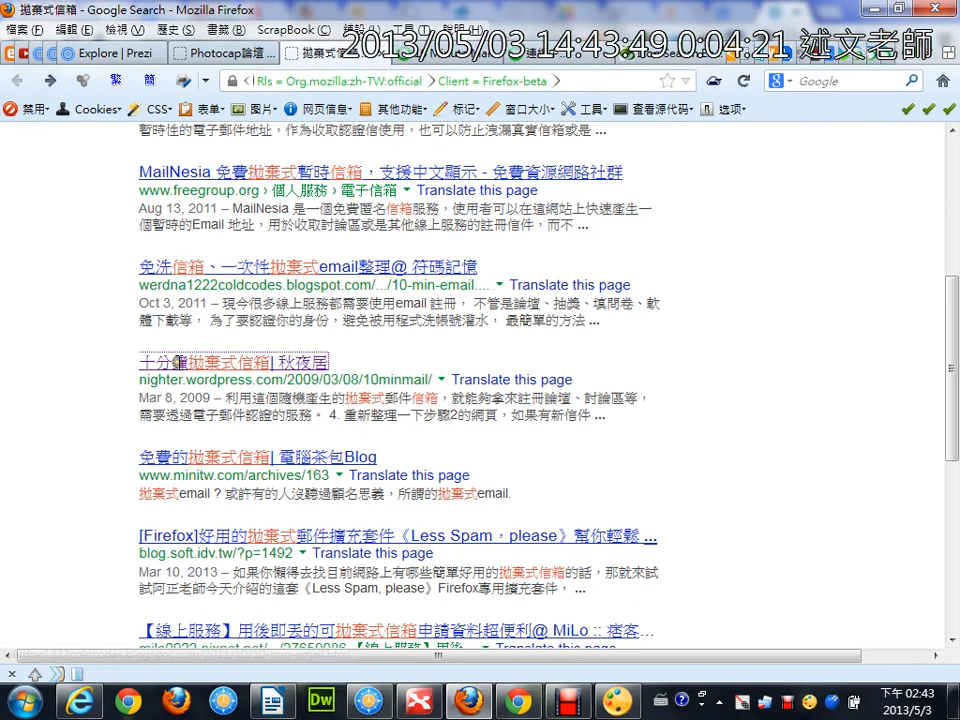 拋棄式信箱 - Google Search - Mozilla Firefox
2013/05/03 14:43:49 0:04:21 述文老師
檔案(F) 編輯(E) 檢視(V) 歷史(S) 書籤(B) ScrapBook(C) 工具(T)
Explore | Prezi Photocap論壇...
繁 簡 <!Rls = Org.mozilla:zh-TW:official > Client = Firefox-beta > Google
禁用 Cookies CSS 表单 图片 网页信息 其他功能 标记 窗口大小 工具 查看源代码 选项
暫時性的電子郵件地址，作為收取認證信使用，也可以防止洩漏真實信箱或是 ...
MailNesia 免費拋棄式暫時信箱，支援中文顯示 - 免費資源網路社群
www.freegroup.org › 個人服務 › 電子信箱 ▼ Translate this page
Aug 13, 2011 – MailNesia 是一個免費匿名信箱服務，使用者可以在這網站上快速產生一
個暫時的Email 地址，用於收取討論區或是其他線上服務的註冊信件，而不 ...
免洗信箱、一次性拋棄式email整理@ 符碼記憶
werdna1222coldcodes.blogspot.com/.../10-min-email.... ▼ Translate this page
Oct 3, 2011 – 現今很多線上服務都需要使用email 註冊， 不管是論壇、抽獎、填問卷、軟
體下載等， 為了要認證你的身份，避免被用程式洗帳號灌水， 最簡單的方法 ...
十分鐘拋棄式信箱| 秋夜居
nighter.wordpress.com/2009/03/08/10minmail/ ▼ Translate this page
Mar 8, 2009 – 利用這個隨機產生的拋棄式郵件信箱，就能夠拿來註冊論壇、討論區等，
需要透過電子郵件認證的服務。 4. 重新整理一下步驟2的網頁，如果有新信件 ...
免費的拋棄式信箱| 電腦茶包Blog
www.minitw.com/archives/163 ▼ Translate this page
拋棄式email ? 或許有的人沒聽過顧名思義，所謂的拋棄式email.
[Firefox]好用的拋棄式郵件擴充套件《Less Spam，please》幫你輕鬆 ...
blog.soft.idv.tw/?p=1492 ▼ Translate this page
Mar 10, 2013 – 如果你懶得去找目前網路上有哪些簡單好用的拋棄式信箱的話，那就來試
試阿正老師今天介紹的這套《Less Spam, please》Firefox專用擴充套件， ...
【線上服務】用後即丟的可拋棄式信箱申請資料超便利@ MiLo :: 痞客...
Translate this page
下午 02:43
2013/5/3